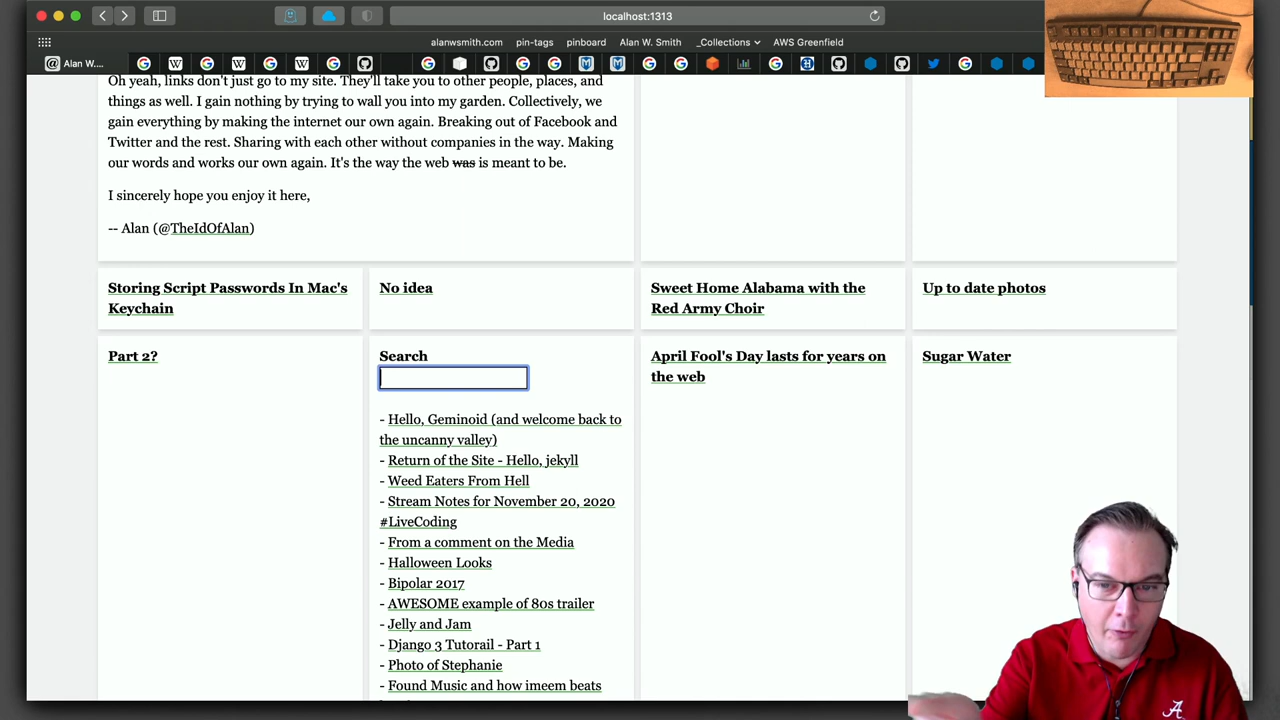 localhost:1313
alanwsmith.com pin-tags pinboard Alan W. Smith _Collections AWS Greenfield
@ Alan W....
Oh yeah, links don't just go to my site. They'll take you to other people, places, and
things as well. I gain nothing by trying to wall you into my garden. Collectively, we
gain everything by making the internet our own again. Breaking out of Facebook and
Twitter and the rest. Sharing with each other without companies in the way. Making
our words and works our own again. It's the way the web was is meant to be.
I sincerely hope you enjoy it here,
-- Alan (@TheIdOfAlan)
Storing Script Passwords In Mac's
Keychain
No idea
Sweet Home Alabama with the
Red Army Choir
Up to date photos
Part 2?
Search
- Hello, Geminoid (and welcome back to
the uncanny valley)
- Return of the Site - Hello, jekyll
- Weed Eaters From Hell
- Stream Notes for November 20, 2020
#LiveCoding
- From a comment on the Media
- Halloween Looks
- Bipolar 2017
- AWESOME example of 80s trailer
- Jelly and Jam
- Django 3 Tutorail - Part 1
- Photo of Stephanie
- Found Music and how imeem beats
April Fool's Day lasts for years on
the web
Sugar Water
A